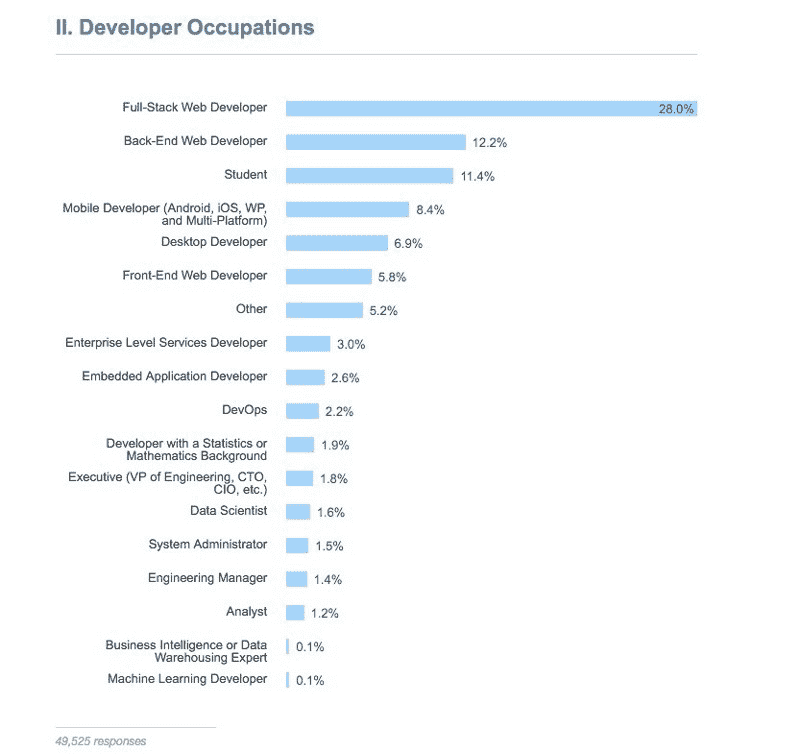 II. Developer Occupations
Full-Stack Web Developer 28.0%
Back-End Web Developer 12.2%
Student 11.4%
Mobile Developer (Android, iOS, WP,
and Multi-Platform) 8.4%
Desktop Developer 6.9%
Front-End Web Developer 5.8%
Other 5.2%
Enterprise Level Services Developer 3.0%
Embedded Application Developer 2.6%
DevOps 2.2%
Developer with a Statistics or
Mathematics Background 1.9%
Executive (VP of Engineering, CTO,
CIO, etc.) 1.8%
Data Scientist 1.6%
System Administrator 1.5%
Engineering Manager 1.4%
Analyst 1.2%
Business Intelligence or Data
Warehousing Expert 0.1%
Machine Learning Developer 0.1%
49,525 responses